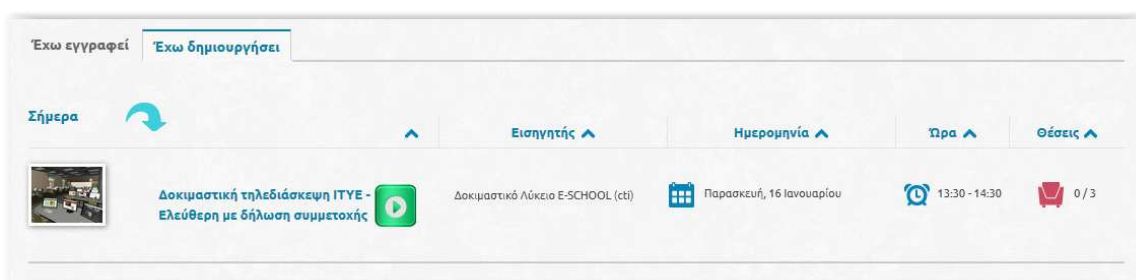 Έχω εγγραφεί Έχω δημιουργήσει
Σήμερα
Εισηγητής Ημερομηνία Ώρα Θέσεις
Δοκιμαστική τηλεδιάσκεψη ΙΤΥΕ -
Ελεύθερη με δήλωση συμμετοχής
Δοκιμαστικό Λύκειο E-SCHOOL (cti) Παρασκευή, 16 Ιανουαρίου 13:30 - 14:30 0 / 3